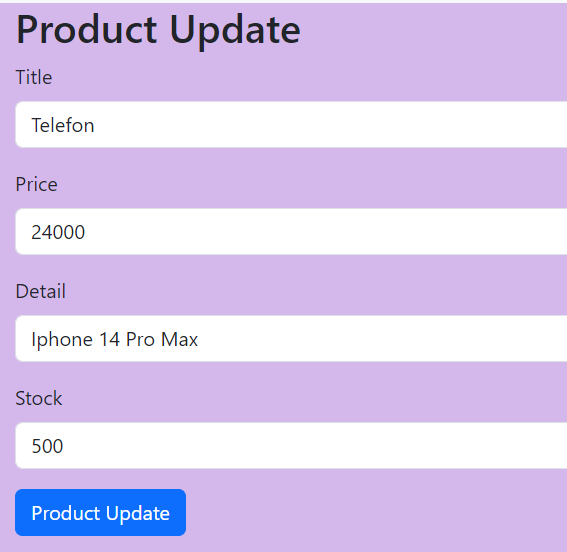 Product Update
Title
Telefon
Price
24000
Detail
Iphone 14 Pro Max
Stock
500
Product Update